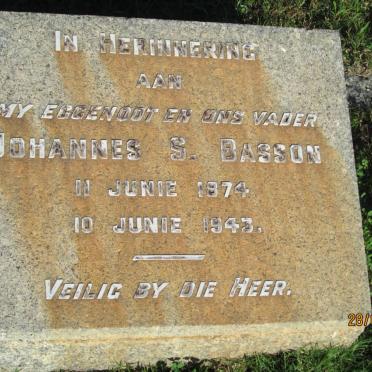 In Herinnering
aan
my eggenoot en ons vader
Johannes S. Basson
11 Junie 1874
10 Junie 1943.
Veilig by die Heer.